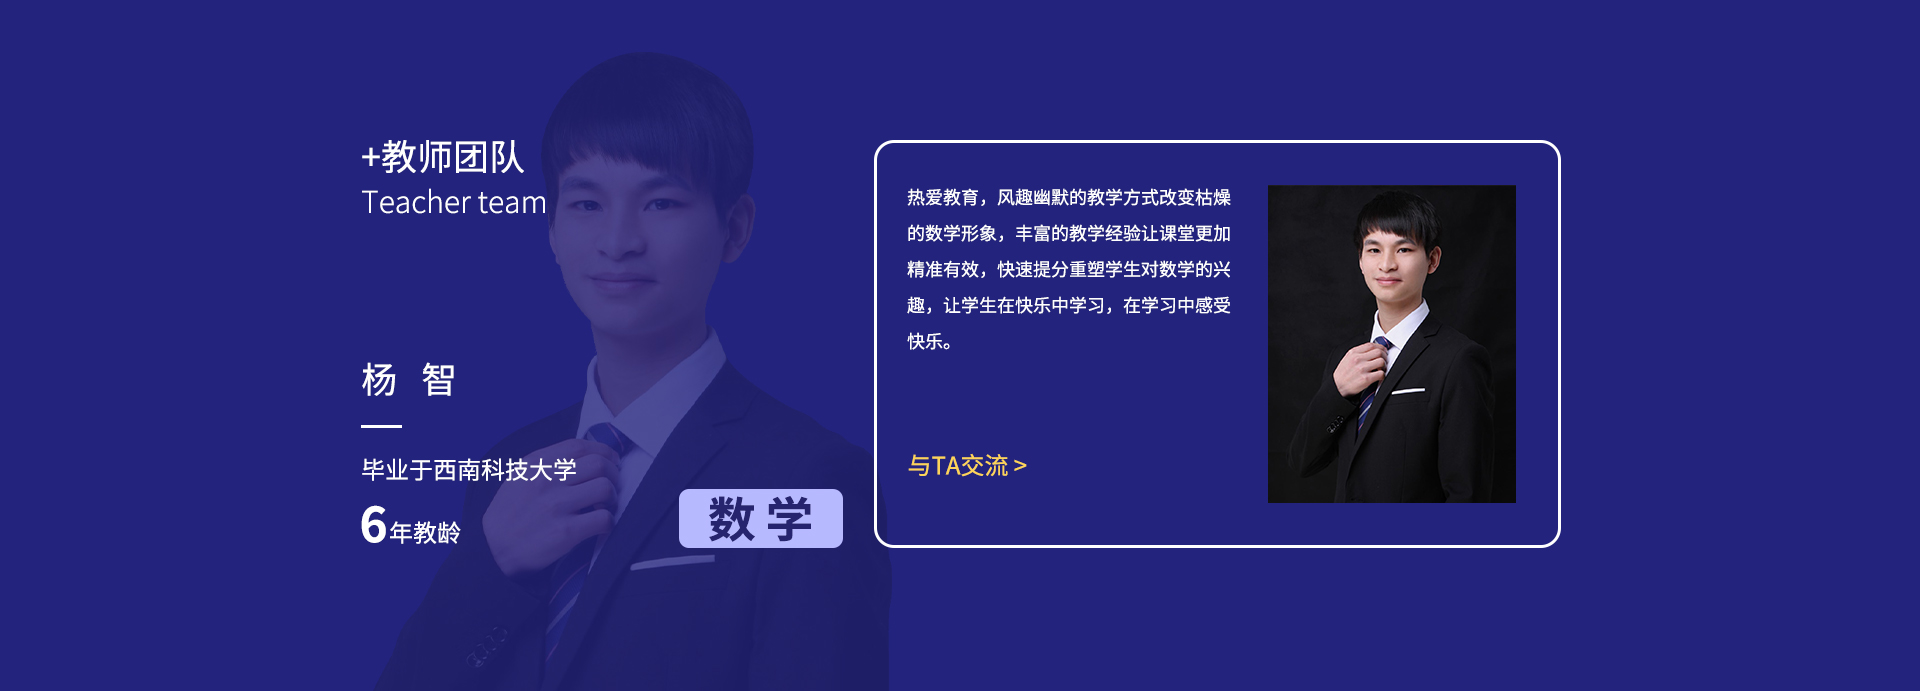 +教师团队
Teacher team
杨 智
毕业于西南科技大学
6年教龄
数学
热爱教育，风趣幽默的教学方式改变枯燥
的数学形象，丰富的教学经验让课堂更加
精准有效，快速提分重塑学生对数学的兴
趣，让学生在快乐中学习，在学习中感受
快乐。
与TA交流 >